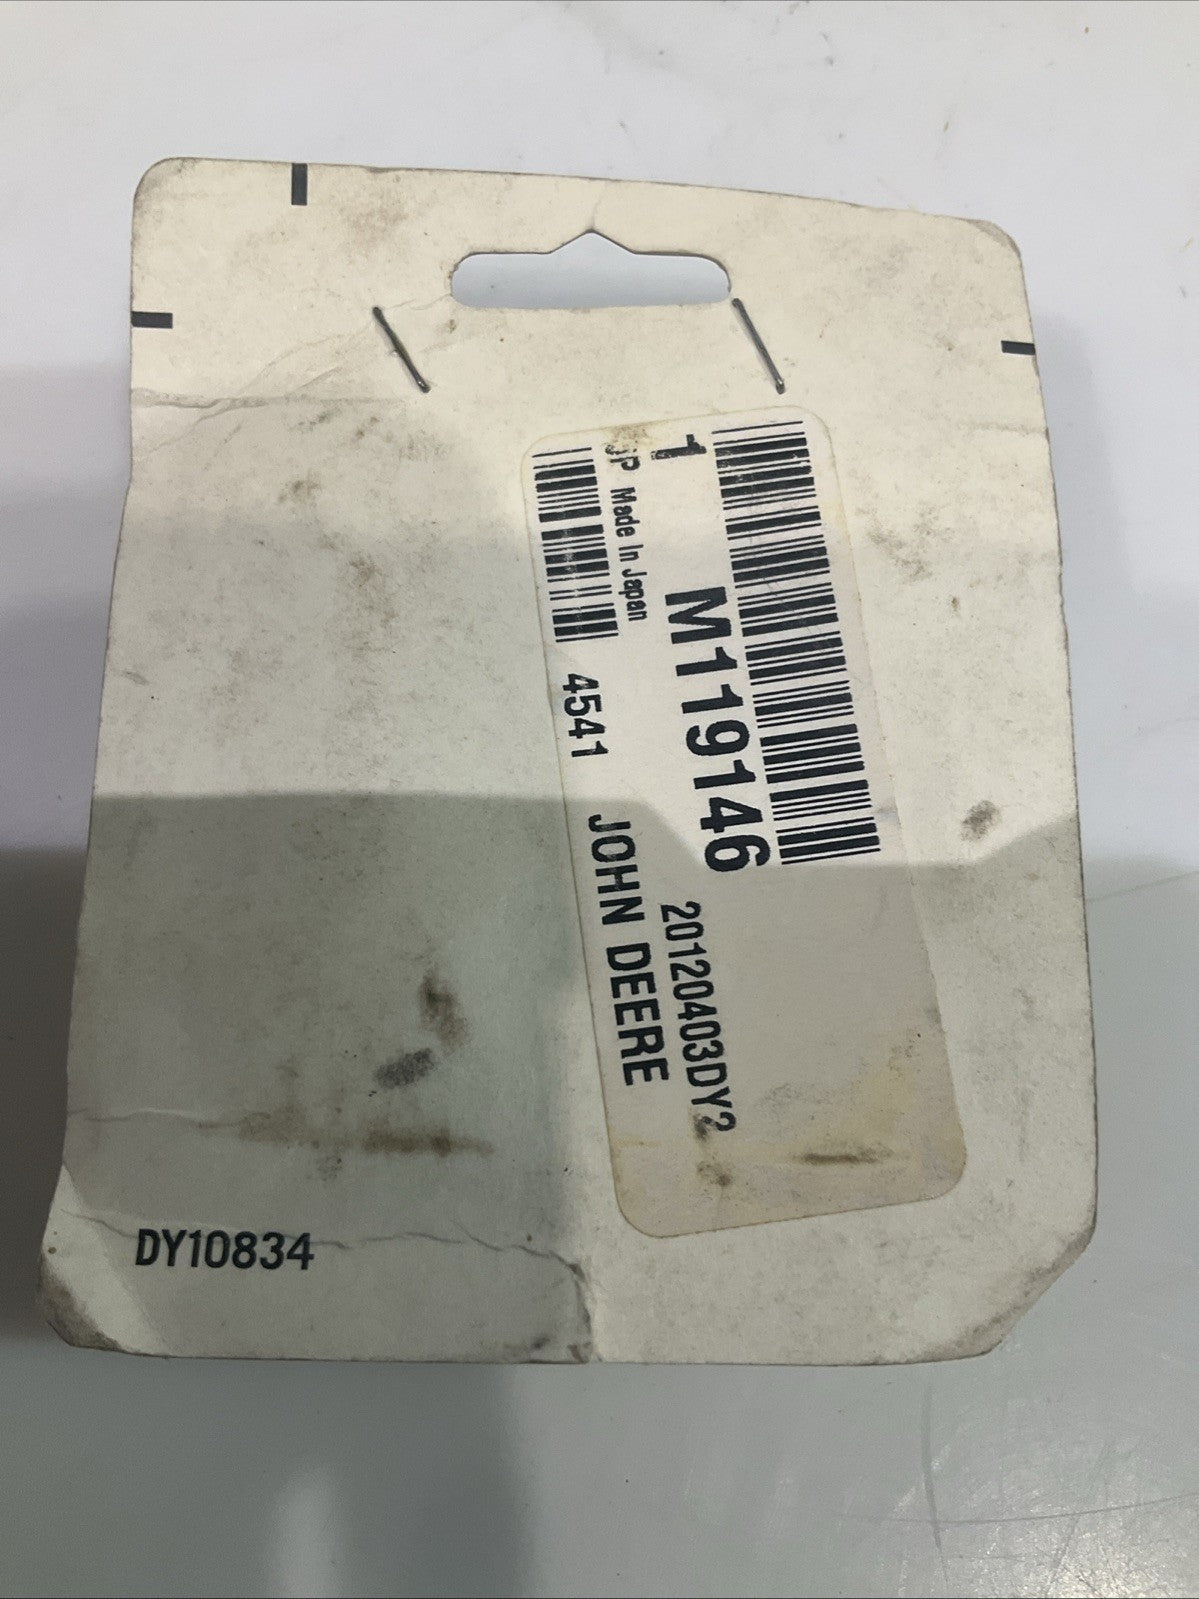 1
M119146
20120403DY2
JP Made In Japan
4541
JOHN DEERE
DY10834